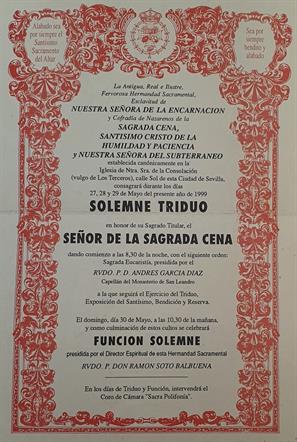 Alabado sea
por siempre el
Santísimo
Sacramento
del Altar
Sea por
siempre
bendito y
alabado
La Antigua, Real e Ilustre,
Fervorosa Hermandad Sacramental,
Esclavitud de
NUESTRA SEÑORA DE LA ENCARNACION
y Cofradía de Nazarenos de la
SAGRADA CENA,
SANTISIMO CRISTO DE LA
HUMILDAD Y PACIENCIA
y NUESTRA SEÑORA DEL SUBTERRANEO
establecida canónicamente en la
Iglesia de Ntra. Sra. de la Consolación
(vulgo de Los Terceros), calle Sol de esta Ciudad de Sevilla,
consagrará durante los días
27, 28 y 29 de Mayo del presente año de 1999
SOLEMNE TRIDUO
en honor de su Sagrado Titular, el
SEÑOR DE LA SAGRADA CENA
dando comienzo a las 8,30 de la noche, con el siguiente orden:
Sagrada Eucaristía, presidida por el
RVDO. P. D. ANDRES GARCIA DIAZ
Capellán del Monasterio de San Leandro
a la que seguirá el Ejercicio del Triduo,
Exposición del Santísimo, Bendición y Reserva.
El domingo, día 30 de Mayo, a las 10,30 de la mañana,
y como culminación de estos cultos se celebrará
FUNCION SOLEMNE
presidida por el Director Espiritual de esta Hermandad Sacramental
RVDO. P. DON RAMON SOTO BALBUENA
En los días de Triduo y Función, intervendrá el
Coro de Cámara "Sacra Polifonía".